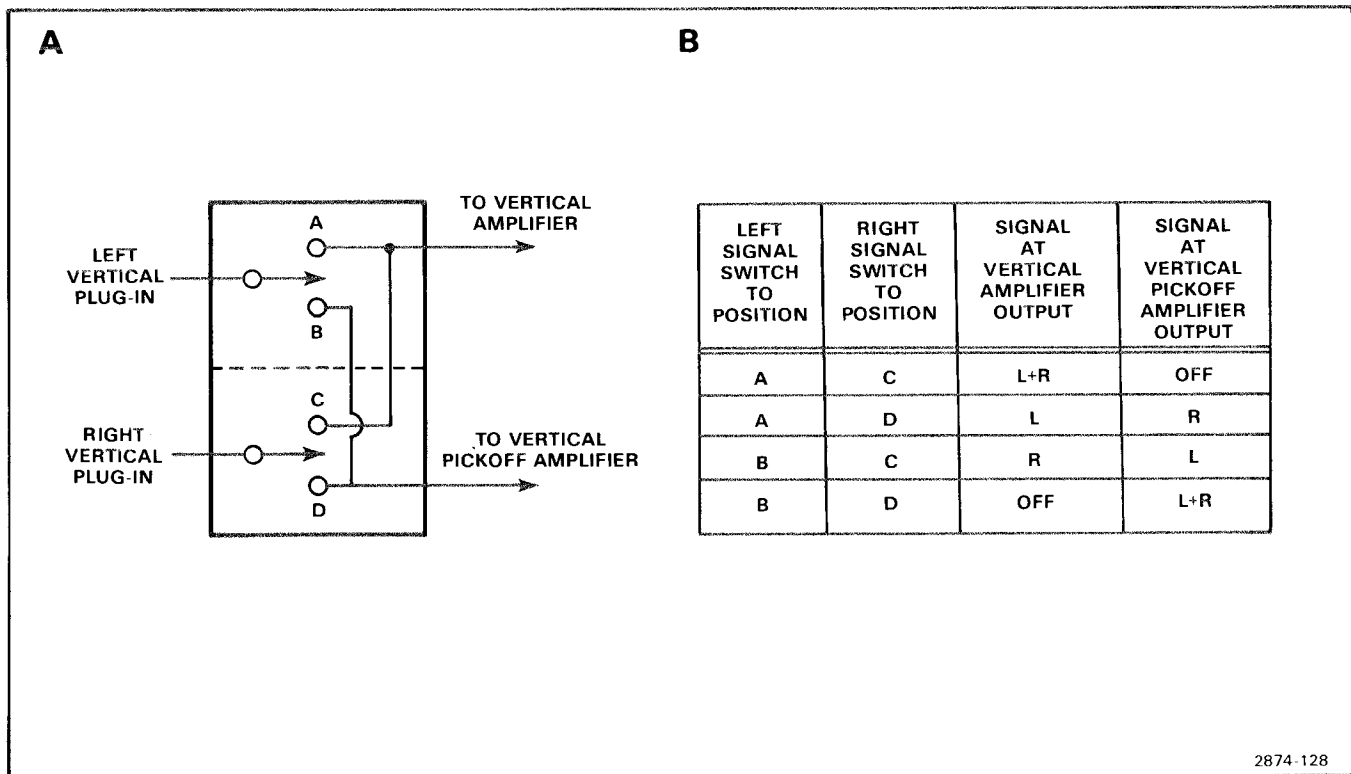 A
B
A
TO VERTICAL
AMPLIFIER
LEFT
VERTICAL
PLUG-IN
B
C
RIGHT
VERTICAL
PLUG-IN
TO VERTICAL
PICKOFF AMPLIFIER
D
LEFT
SIGNAL
SWITCH
TO
POSITION
RIGHT
SIGNAL
SWITCH
TO
POSITION
SIGNAL
AT
VERTICAL
AMPLIFIER
OUTPUT
SIGNAL
AT
VERTICAL
PICKOFF
AMPLIFIER
OUTPUT
A C L+R OFF
A D L R
B C R L
B D OFF L+R
2874-128